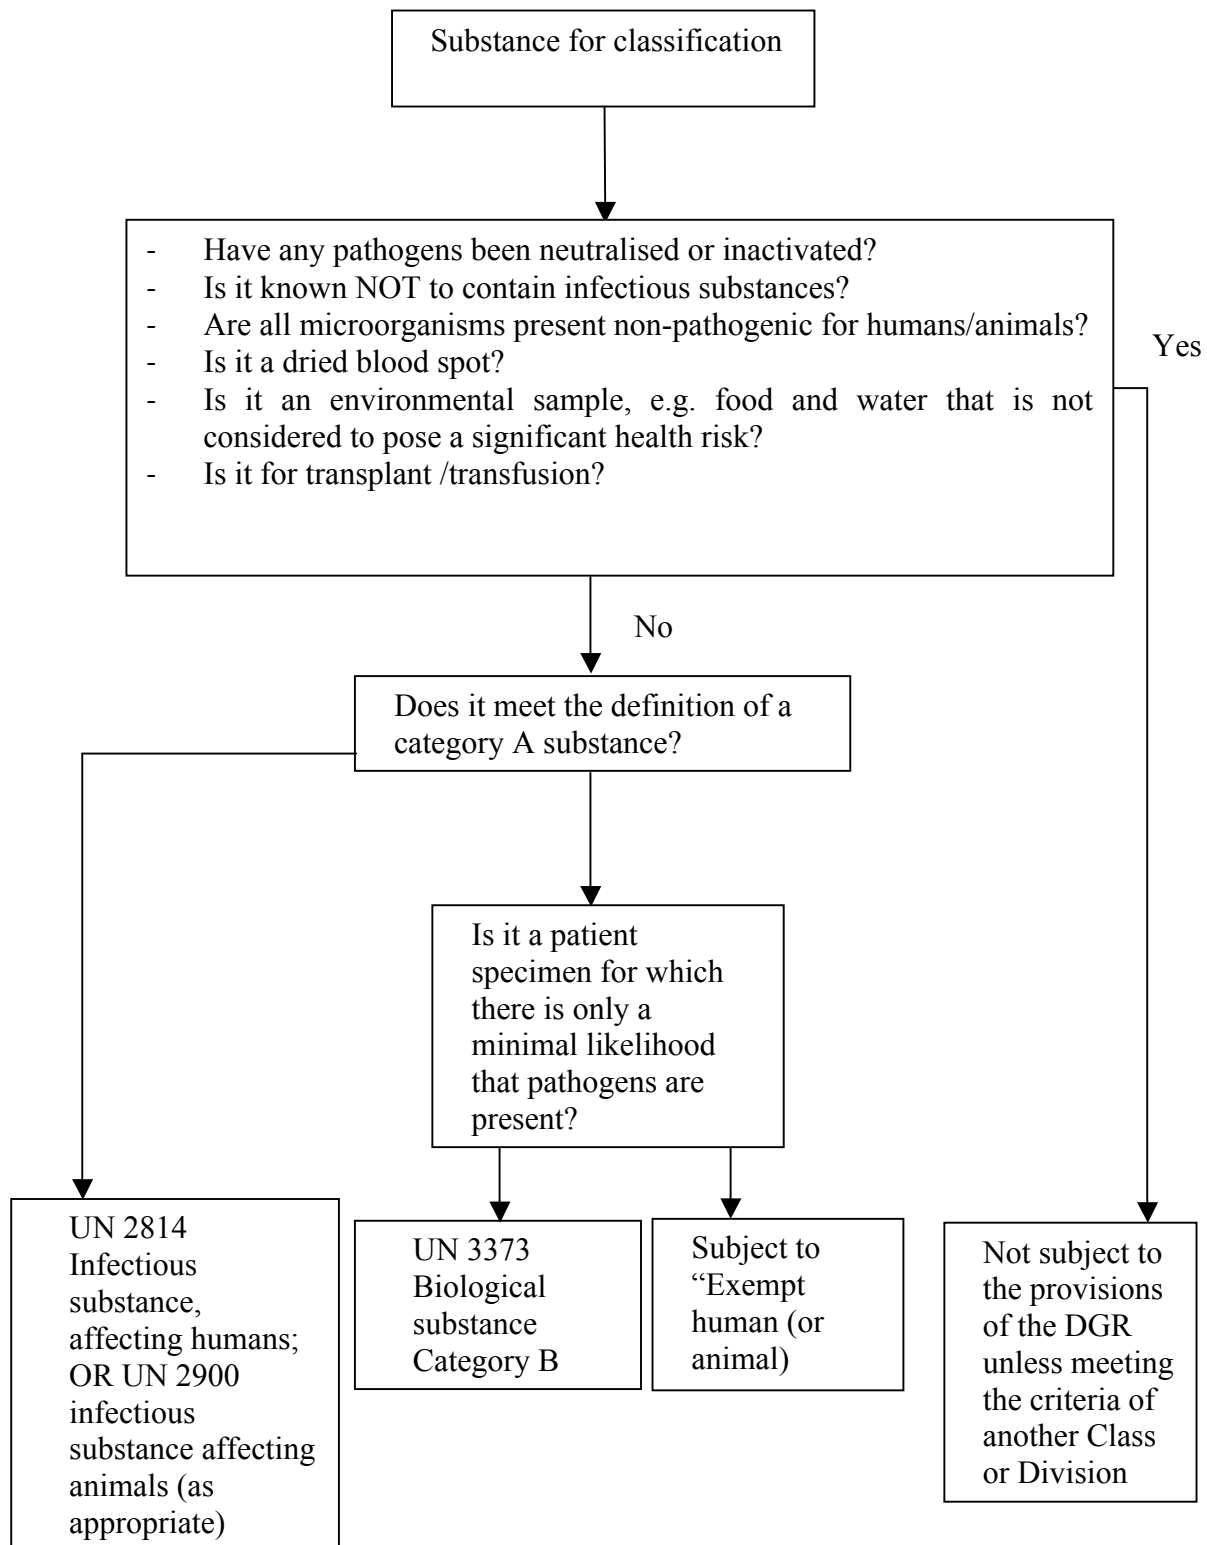 Substance for classification
- Have any pathogens been neutralised or inactivated?
- Is it known NOT to contain infectious substances?
- Are all microorganisms present non-pathogenic for humans/animals?
- Is it a dried blood spot?
- Is it an environmental sample, e.g. food and water that is not
considered to pose a significant health risk?
- Is it for transplant /transfusion?
Yes
No
Does it meet the definition of a
category A substance?
Is it a patient
specimen for which
there is only a
minimal likelihood
that pathogens are
present?
UN 2814
Infectious
substance,
affecting humans;
OR UN 2900
infectious
substance affecting
animals (as
appropriate)
UN 3373
Biological
substance
Category B
Subject to
“Exempt
human (or
animal)
Not subject to
the provisions
of the DGR
unless meeting
the criteria of
another Class
or Division